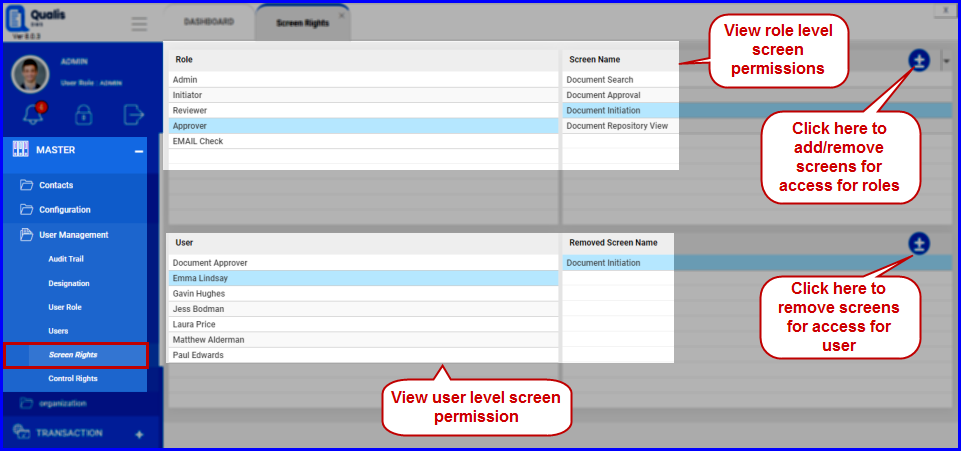 Qualis
Ver 8.0.3
DASHBOARD
Screen Rights
x
ADMIN
User Role : ADMIN
MASTER
Contacts
Configuration
User Management
Audit Trail
Designation
User Role
Users
Screen Rights
Control Rights
organization
TRANSACTION
Role
Admin
Initiator
Reviewer
Approver
EMAIL Check
Screen Name
Document Search
Document Approval
Document Initiation
Document Repository View
View role level
screen
permissions
Click here to
add/remove
screens for
access for roles
User
Document Approver
Emma Lindsay
Gavin Hughes
Jess Bodman
Laura Price
Matthew Alderman
Paul Edwards
Removed Screen Name
Document Initiation
Click here to
remove screens
for access for
user
View user level screen
permission